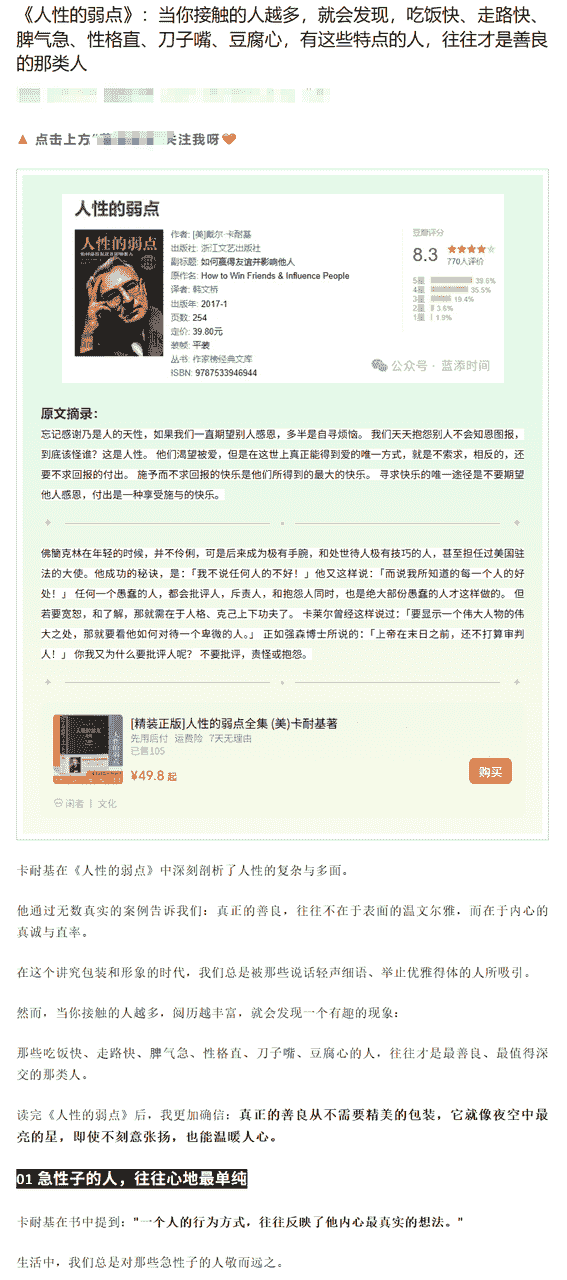 《人性的弱点》：当你接触的人越多，就会发现，吃饭快、走路快、
脾气急、性格直、刀子嘴、豆腐心，有这些特点的人，往往才是善良
的那类人
点击上方"
关注我呀
人性的弱点
人性的弱点
作者: [美]戴尔·卡耐基
出版社: 浙江文艺出版社
副标题: 如何赢得友谊并影响他人
原作名: How to Win Friends & Influence People
译者: 韩文桥
出版年: 2017-1
页数: 254
定价: 39.80元
装帧: 平装
丛书: 作家榜经典文库
ISBN: 9787533946944
豆瓣评分
8.3
770人评价
5星 39.6%
4星 35.5%
3星 19.4%
2星 3.6%
1星 1.9%
公众号 · 蓝添时间
原文摘录：
忘记感谢乃是人的天性，如果我们一直期望别人感恩，多半是自寻烦恼。 我们天天抱怨别人不会知恩图报，
到底该怪谁？这是人性。 他们渴望被爱，但是在这世上真正能得到爱的唯一方式，就是不索求，相反的，还
要不求回报的付出。 施予而不求回报的快乐是他们所得到的最大的快乐。 寻求快乐的唯一途径是不要期望
他人感恩，付出是一种享受施与的快乐。
佛簡克林在年轻的时候，并不伶俐，可是后来成为极有手腕，和处世待人极有技巧的人，甚至担任过美国驻
法的大使。他成功的秘诀，是：「我不说任何人的不好！」他又这样说：「而说我所知道的每一个人的好
处！」 任何一个愚蠢的人，都会批评人，斥责人，和抱怨人同时，也是绝大部份愚蠢的人才这样做的。 但
若要宽恕，和了解，那就需在于人格、克己上下功夫了。 卡莱尔曾经这样说过：「要显示一个伟大人物的伟
大之处，那就要看他如何对待一个卑微的人。」 正如强森博士所说的：「上帝在末日之前，还不打算审判
人！」 你我又为什么要批评人呢？ 不要批评，责怪或抱怨。
[精装正版]人性的弱点全集 (美)卡耐基著
先用后付 运费险 7天无理由
已售105
¥49.8 起
购买
闲者 | 文化
卡耐基在《人性的弱点》中深刻剖析了人性的复杂与多面。
他通过无数真实的案例告诉我们：真正的善良，往往不在于表面的温文尔雅，而在于内心的
真诚与直率。
在这个讲究包装和形象的时代，我们总是被那些说话轻声细语、举止优雅得体的人所吸引。
然而，当你接触的人越多，阅历越丰富，就会发现一个有趣的现象：
那些吃饭快、走路快、脾气急、性格直、刀子嘴、豆腐心的人，往往才是最善良、最值得深
交的那类人。
读完《人性的弱点》后，我更加确信：真正的善良从不需要精美的包装，它就像夜空中最
亮的星，即使不刻意张扬，也能温暖人心。
01 急性子的人，往往心地最单纯
卡耐基在书中提到："一个人的行为方式，往往反映了他内心最真实的想法。"
生活中，我们总是对那些急性子的人敬而远之。